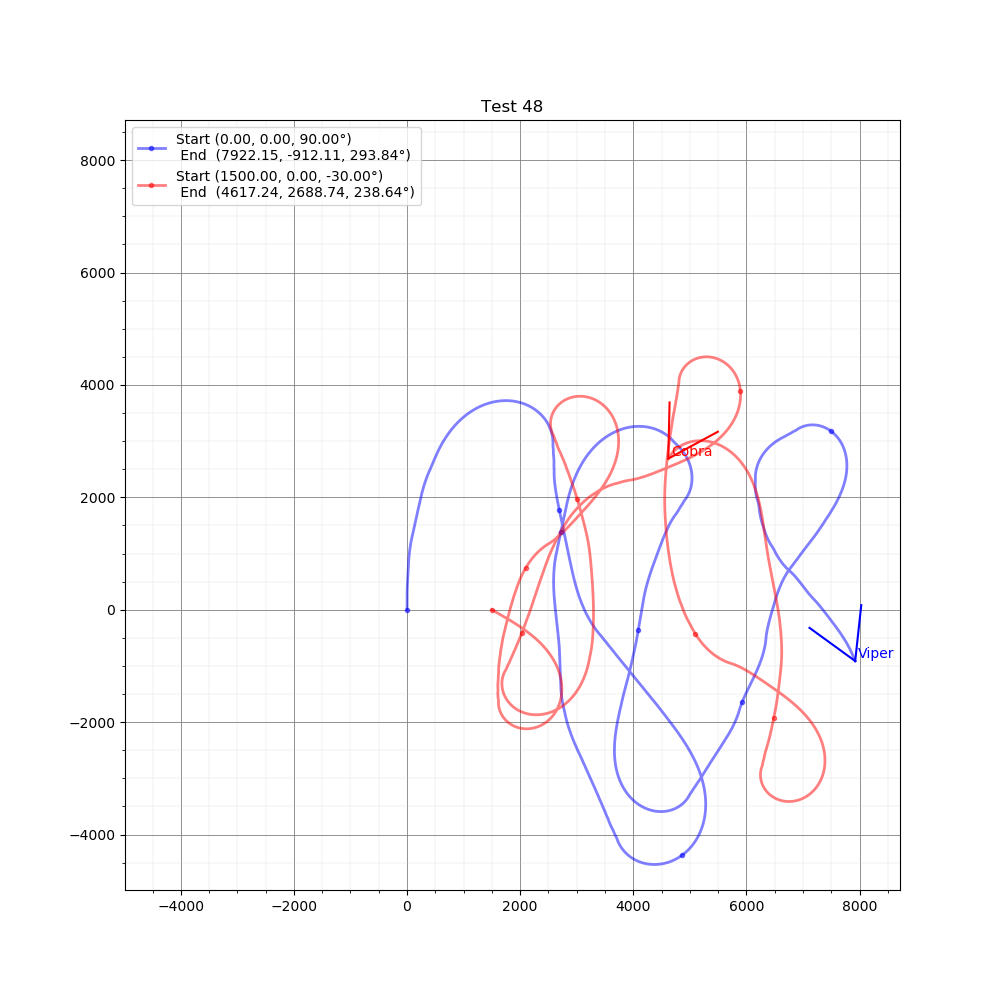 Test 48
Start (0.00, 0.00, 90.00°)
End (7922.15, -912.11, 293.84°)
Start (1500.00, 0.00, -30.00°)
End (4617.24, 2688.74, 238.64°)
8000
6000
4000
2000
0
−2000
−4000
Cobra
Viper
−4000 −2000 0 2000 4000 6000 8000